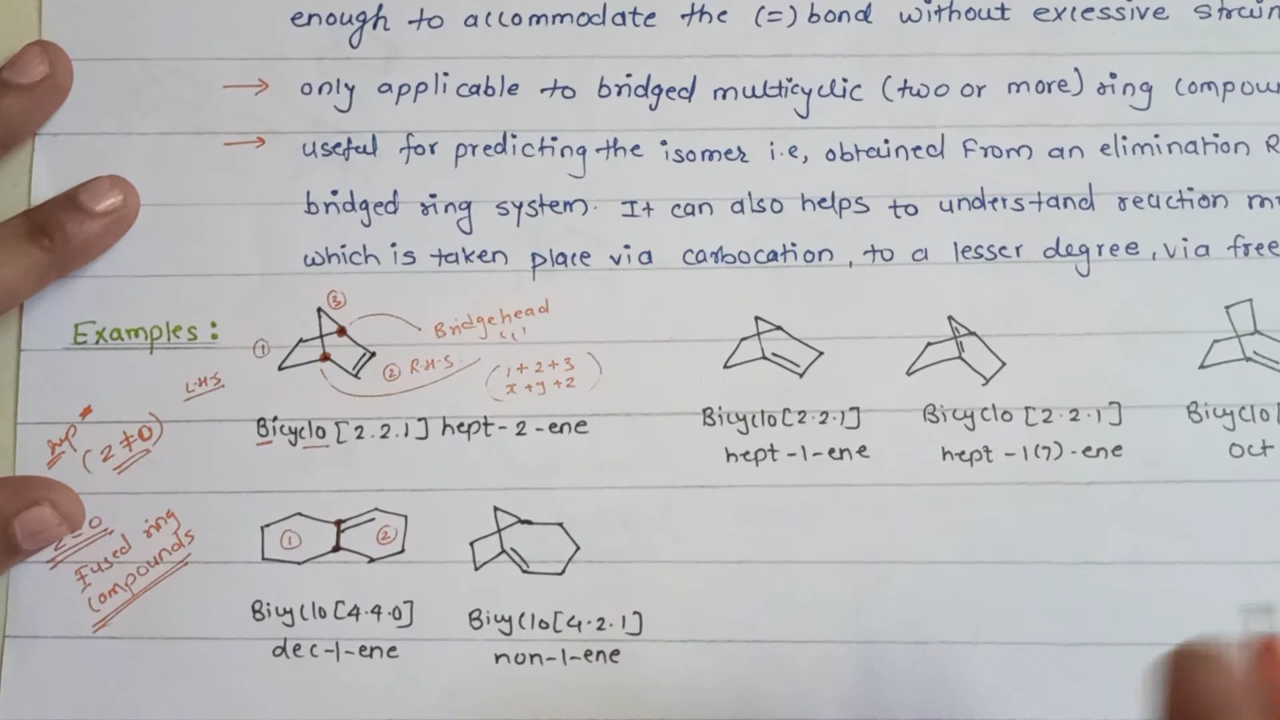 enough to accommodate the (=) bond without excessive strain
→ only applicable to bridged multicyclic (two or more) ring
→ useful for predicting the isomer i.e, obtained From an elimination
bridged ring system. It can also helps to understand reaction
which is taken place via carbocation, to a lesser degree, via free
Examples:
③
Bridgehead
①
② R.H.S
(1+2+3
x+y+z)
L.H.S
Bicyclo [2.2.1] hept-2-ene
Bicyclo[2.2.1]
hept-1-ene
Bicyclo [2.2.1]
hept-1(7)-ene
Bicyclo[
oct
imp*
(z≠0)
z=0
Fused ring
compounds
① ②
Bicyclo[4.4.0]
dec-1-ene
Bicyclo[4.2.1]
non-1-ene